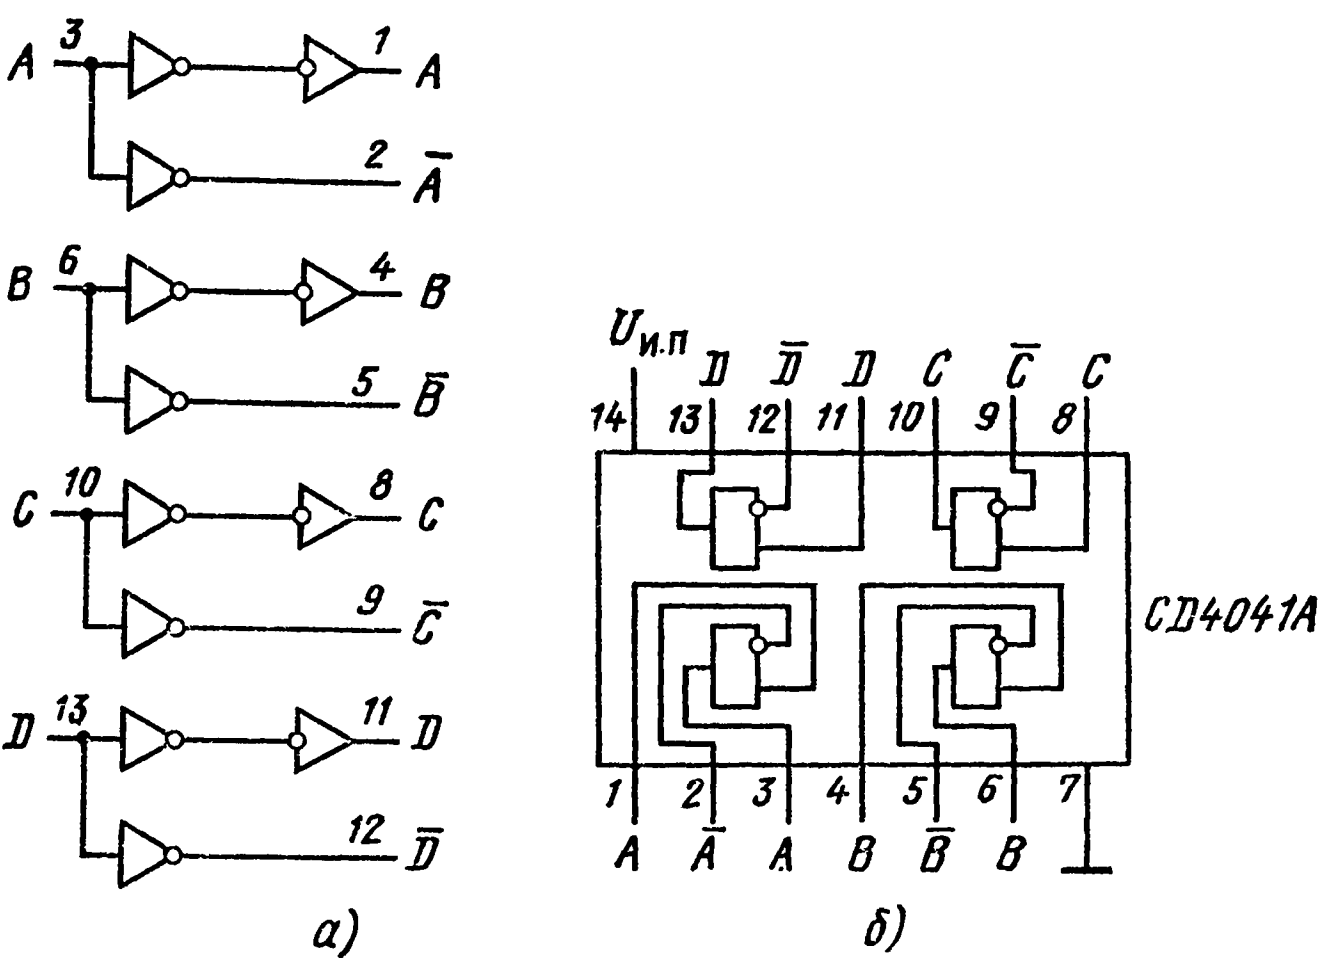 3 1
A A
2
A̅
6 4
B B
5
B̅
10 8
C C
9
C̅
13 11
D D
12
D̅
а)
Uи.п
D D̅ D C C̅ C
14 13 12 11 10 9 8
CD4041A
1 2 3 4 5 6 7
A A̅ A B B̅ B
б)